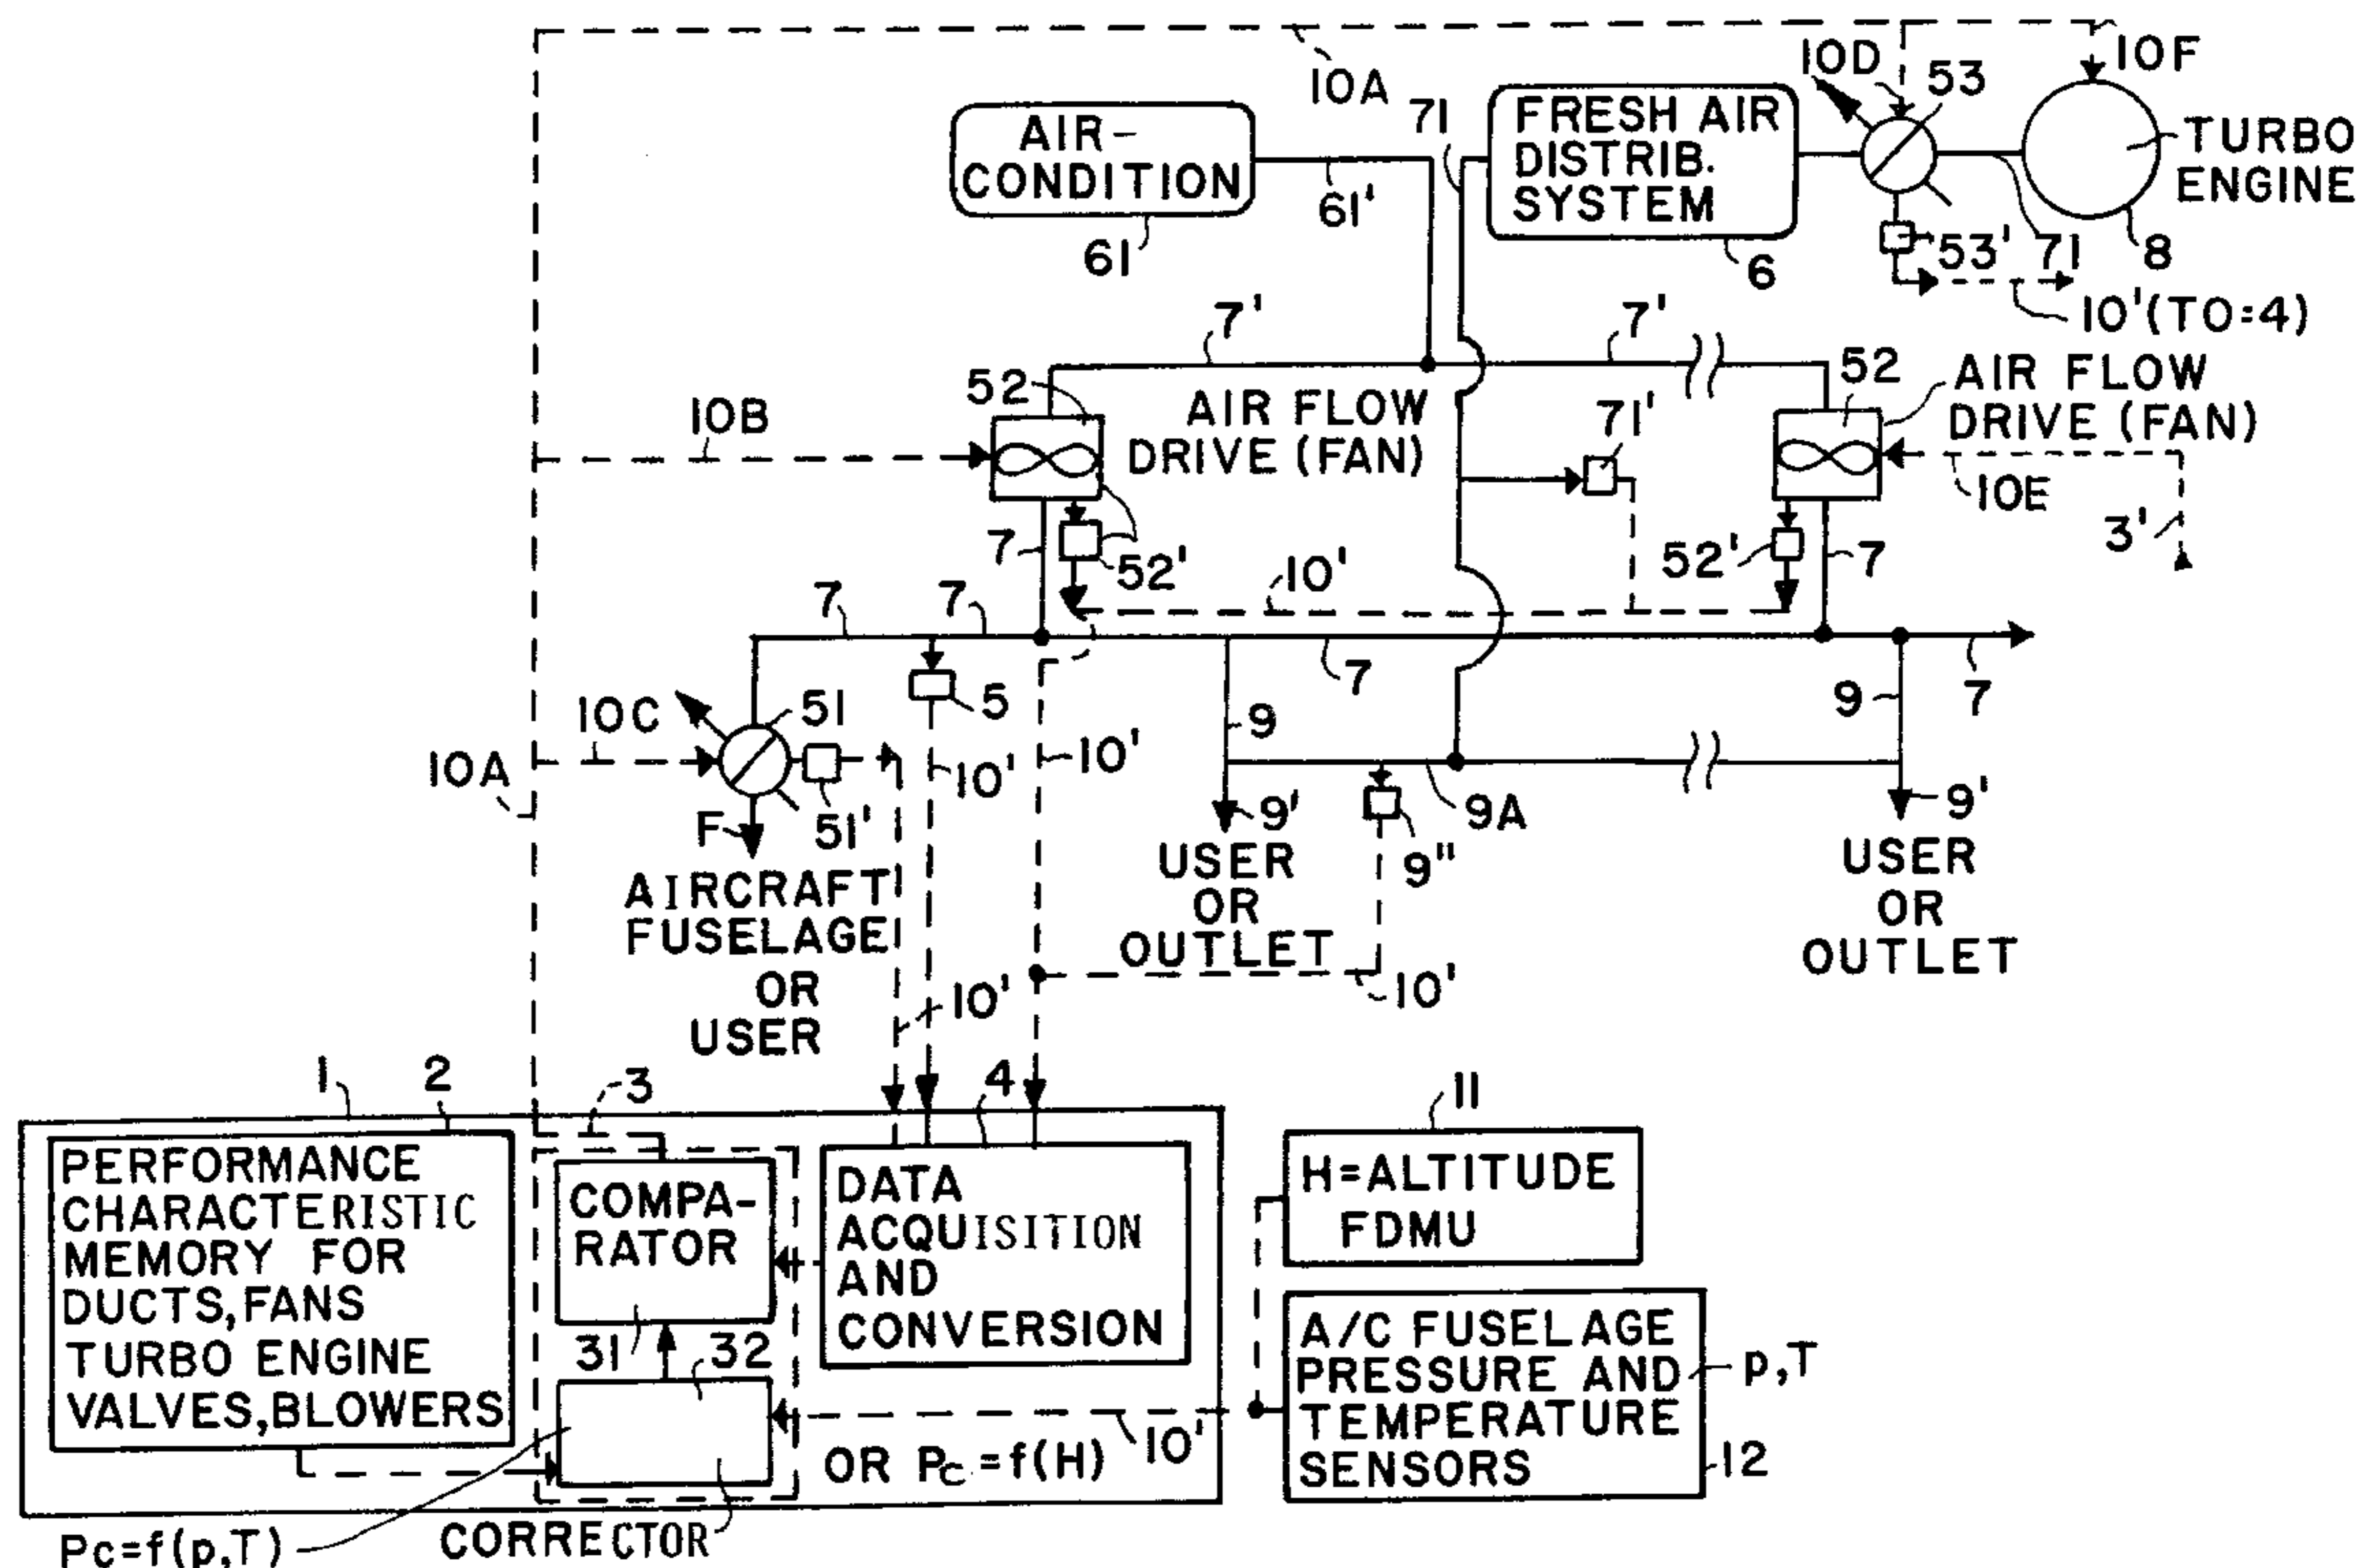 10A
10D
53
10F
AIR-
CONDITION
61'
61
71
FRESH AIR
DISTRIB.
SYSTEM
6
53'
71
8
TURBO
ENGINE
10'(TO=4)
7'
7'
52
AIR FLOW
DRIVE (FAN)
10B
71'
52
AIR FLOW
DRIVE (FAN)
10E
3'
7
52'
10'
52'
7
7
7
7
7
5
9
9
10C
51
10A
51'
10'
10'
F
9'
9A
9"
9'
AIRCRAFT
FUSELAGE
OR
USER
USER
OR
OUTLET
USER
OR
OUTLET
10'
10'
1
2
3
4
11
PERFORMANCE
CHARACTERISTIC
MEMORY FOR
DUCTS,FANS
TURBO ENGINE
VALVES,BLOWERS
COMPA-
RATOR
31
32
DATA
ACQUISITION
AND
CONVERSION
H=ALTITUDE
FDMU
A/C FUSELAGE
PRESSURE AND
TEMPERATURE
SENSORS
p,T
12
OR Pc=f(H)
10'
Pc=f(p,T)
CORRECTOR